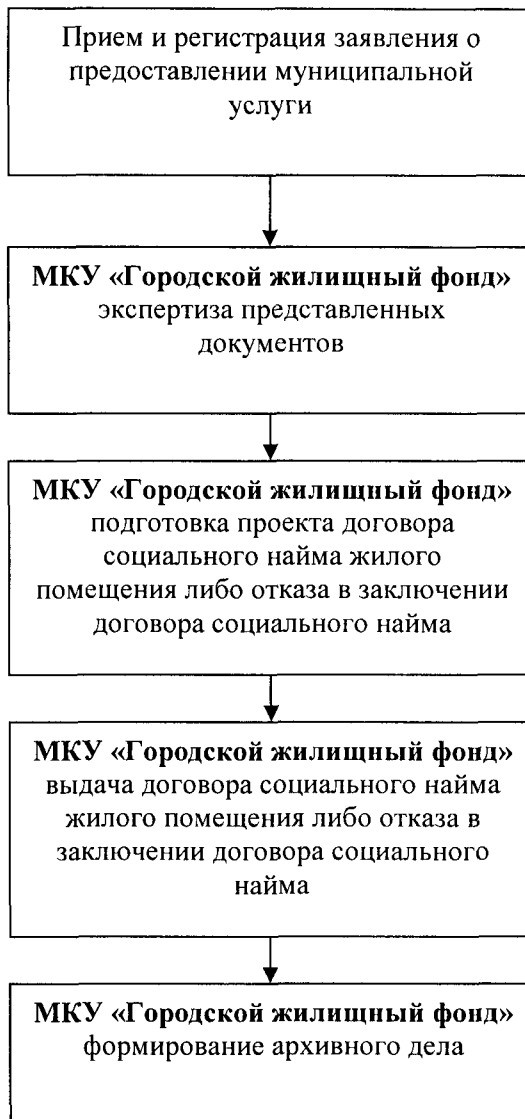 Прием и регистрация заявления о
предоставлении муниципальной
услуги
МКУ «Городской жилищный фонд»
экспертиза представленных
документов
МКУ «Городской жилищный фонд»
подготовка проекта договора
социального найма жилого
помещения либо отказа в заключении
договора социального найма
МКУ «Городской жилищный фонд»
выдача договора социального найма
жилого помещения либо отказа в
заключении договора социального
найма
МКУ «Городской жилищный фонд»
формирование архивного дела